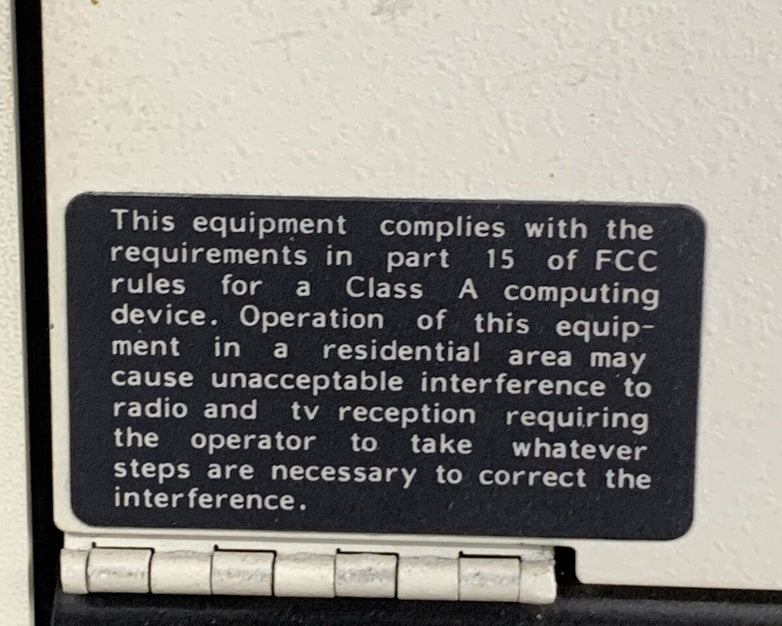 This equipment complies with the
requirements in part 15 of FCC
rules for a Class A computing
device. Operation of this equip-
ment in a residential area may
cause unacceptable interference to
radio and tv reception requiring
the operator to take whatever
steps are necessary to correct the
interference.